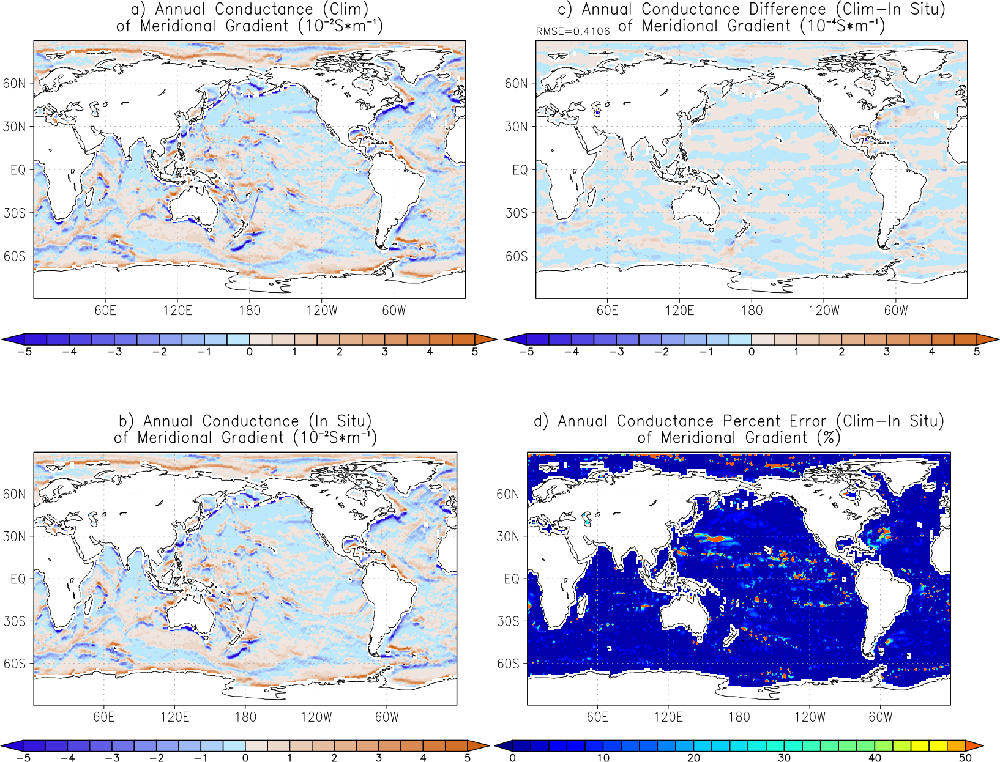 a) Annual Conductance (Clim)
of Meridional Gradient (10⁻²S*m⁻¹)
60N
30N
EQ
30S
60S
60E 120E 180 120W 60W
−5 −4 −3 −2 −1 0 1 2 3 4 5
c) Annual Conductance Difference (Clim−In Situ)
of Meridional Gradient (10⁻⁴S*m⁻¹)
RMSE=0.4106
60N
30N
EQ
30S
60S
60E 120E 180 120W 60W
−5 −4 −3 −2 −1 0 1 2 3 4 5
b) Annual Conductance (In Situ)
of Meridional Gradient (10⁻²S*m⁻¹)
60N
30N
EQ
30S
60S
60E 120E 180 120W 60W
−5 −4 −3 −2 −1 0 1 2 3 4 5
d) Annual Conductance Percent Error (Clim−In Situ)
of Meridional Gradient (%)
60N
30N
EQ
30S
60S
60E 120E 180 120W 60W
0 10 20 30 40 50